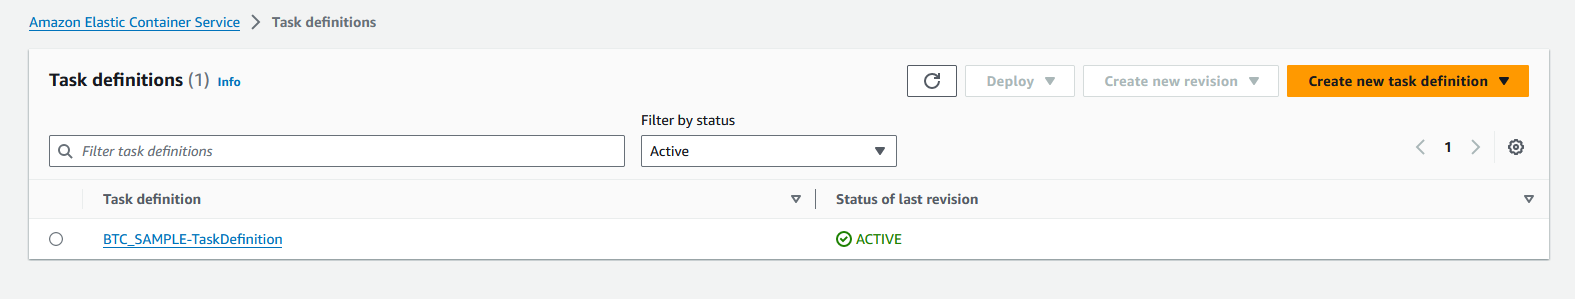 Amazon Elastic Container Service > Task definitions
Task definitions (1) Info
Deploy
Create new revision
Create new task definition
Filter by status
Filter task definitions
Active
1
Task definition
Status of last revision
BTC_SAMPLE-TaskDefinition
ACTIVE